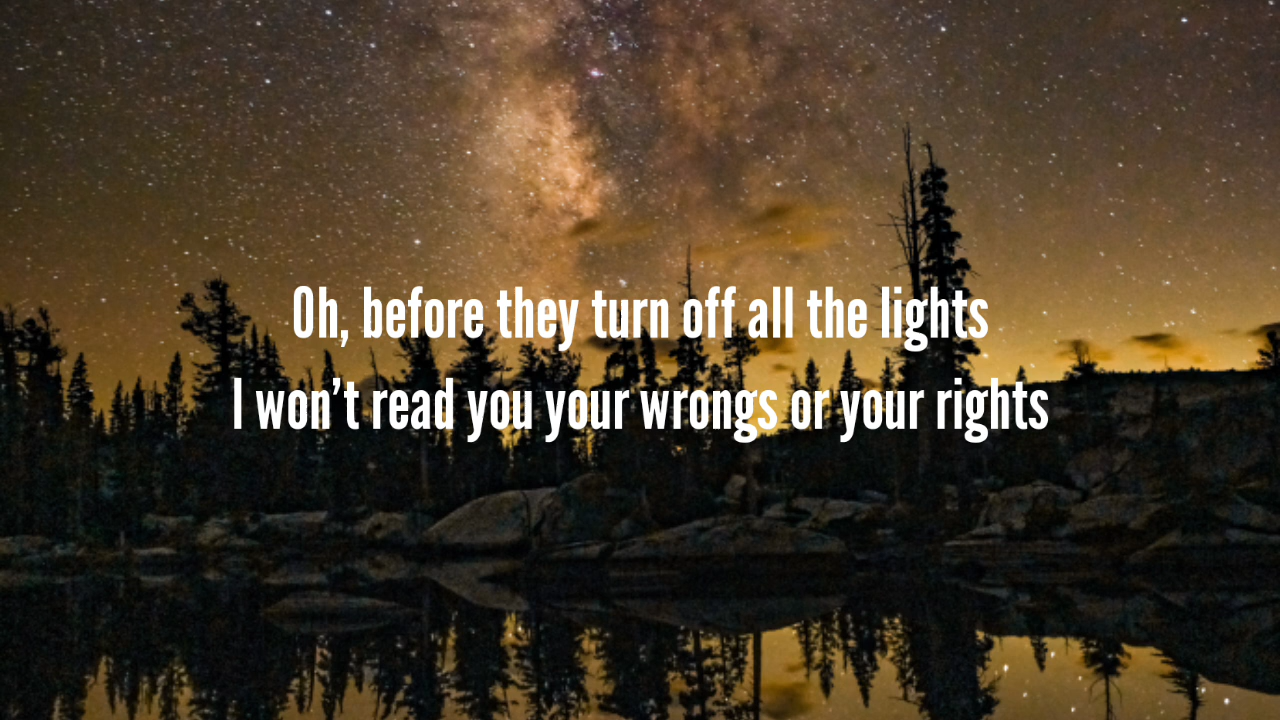 Oh, before they turn off all the lights
I won’t read you your wrongs or your rights